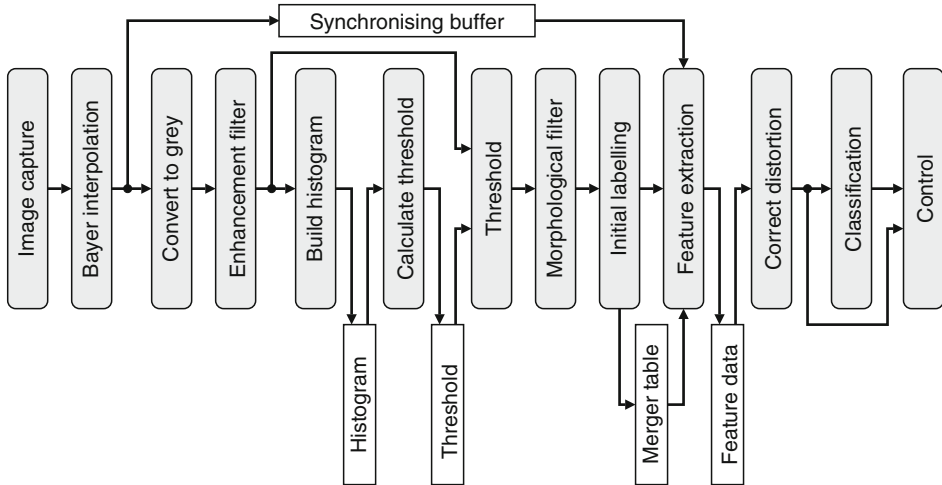 Synchronising buffer
Image capture
Bayer interpolation
Convert to grey
Enhancement filter
Build histogram
Calculate threshold
Threshold
Morphological filter
Initial labelling
Feature extraction
Correct distortion
Classification
Control
Histogram
Threshold
Merger table
Feature data